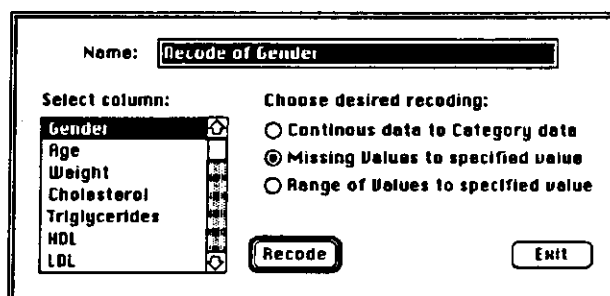 Name: Recode of Gender
Select column:
Gender
Age
Weight
Cholesterol
Triglycerides
HDL
LDL
Choose desired recoding:
Continous data to Category data
Missing Values to specified value
Range of Values to specified value
Recode
Exit